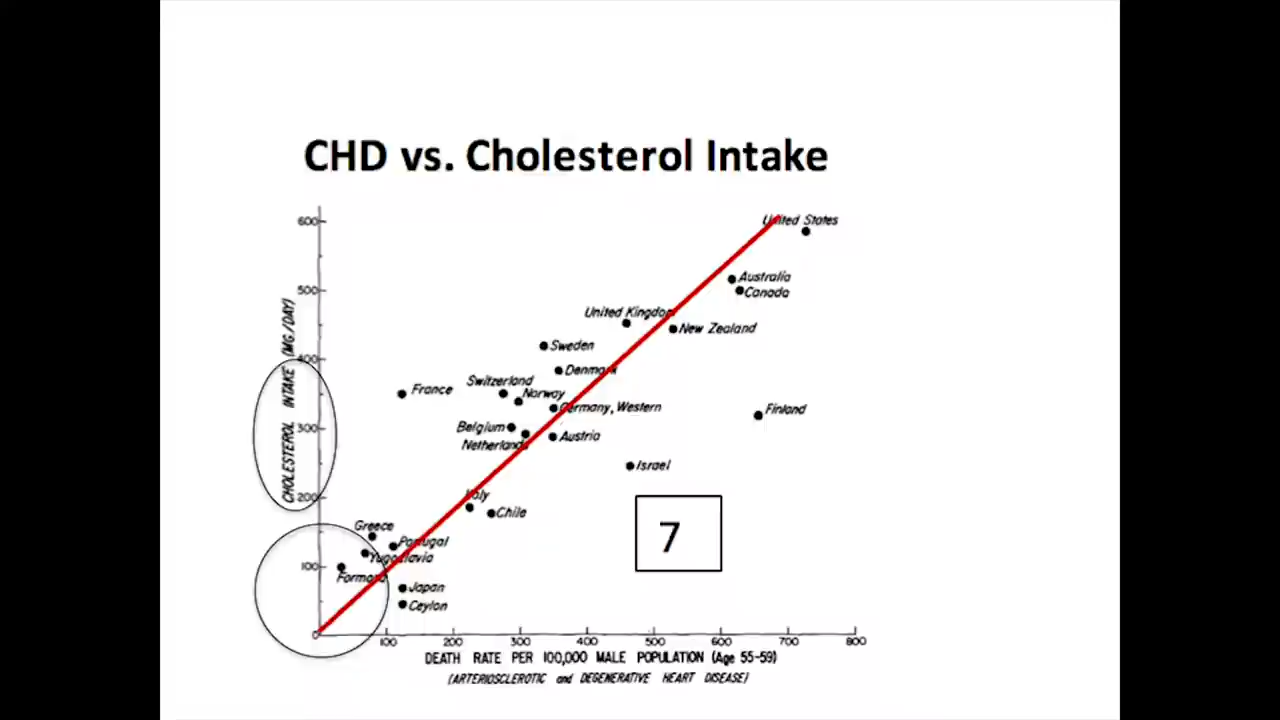 CHD vs. Cholesterol Intake
600
United States
500
Australia
Canada
United Kingdom
New Zealand
Sweden
400
Denmark
Switzerland
France
Norway
Germany, Western
Finland
300
Belgium
Austria
Netherlands
Israel
200
Italy
Chile
Greece
7
Portugal
Yugoslavia
100
Formosa
Japan
Ceylon
0
CHOLESTEROL INTAKE (MG/DAY)
100 200 300 400 500 600 700 800
DEATH RATE PER 100,000 MALE POPULATION (Age 55-59)
(ARTERIOSCLEROTIC and DEGENERATIVE HEART DISEASE)